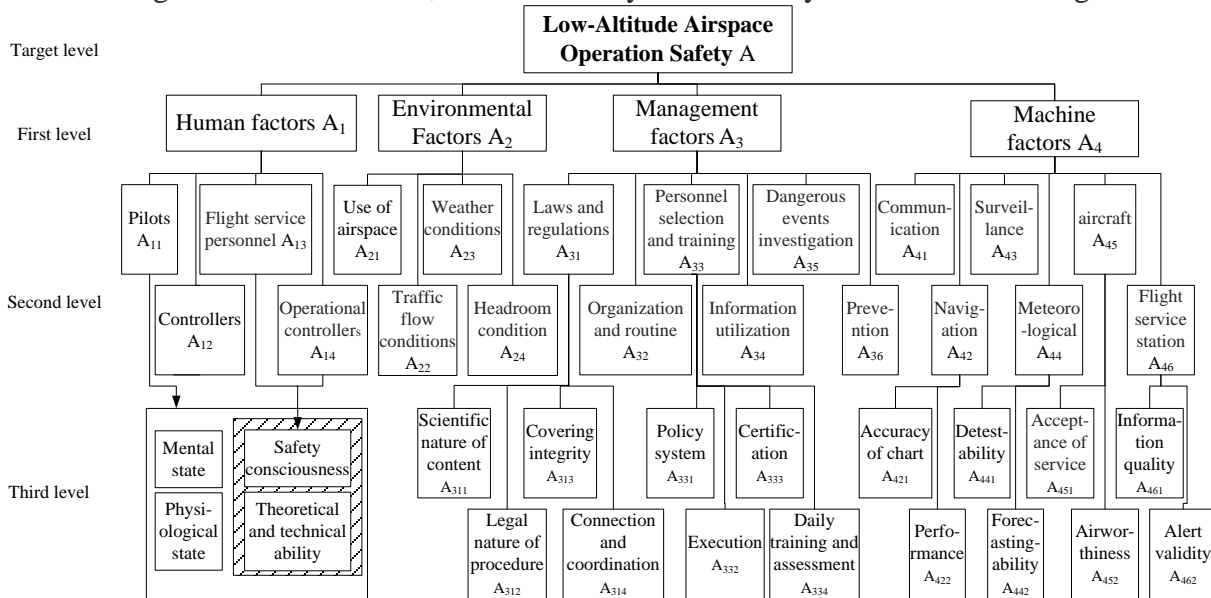 Low-Altitude Airspace
Operation Safety A
Target level
First level
Human factors A1
Environmental
Factors A2
Management
factors A3
Machine
factors A4
Second level
Pilots
A11
Flight service
personnel A13
Use of
airspace
A21
Weather
conditions
A23
Laws and
regulations
A31
Personnel
selection
and training
A33
Dangerous
events
investigation
A35
Commun-
ication
A41
Surveil-
lance
A43
aircraft
A45
Controllers
A12
Operational
controllers
A14
Traffic
flow
conditions
A22
Headroom
condition
A24
Organization
and routine
A32
Information
utilization
A34
Preve-
ntion
A36
Navig-
ation
A42
Meteoro
-logical
A44
Flight
service
station
A46
Third level
Mental
state
Safety
consciousness
Physi-
ological
state
Theoretical
and technical
ability
Scientific
nature of
content
A311
Covering
integrity
A313
Policy
system
A331
Certific-
ation
A333
Accuracy
of chart
A421
Detest-
ability
A441
Accept-
ance of
service
A451
Informa-
tion
quality
A461
Legal
nature of
procedure
A312
Connection
and
coordination
A314
Execution
A332
Daily
training and
assessment
A334
Perfo-
rmance
A422
Forec-
asting-
ability
A442
Airwor-
thiness
A452
Alert
validity
A462